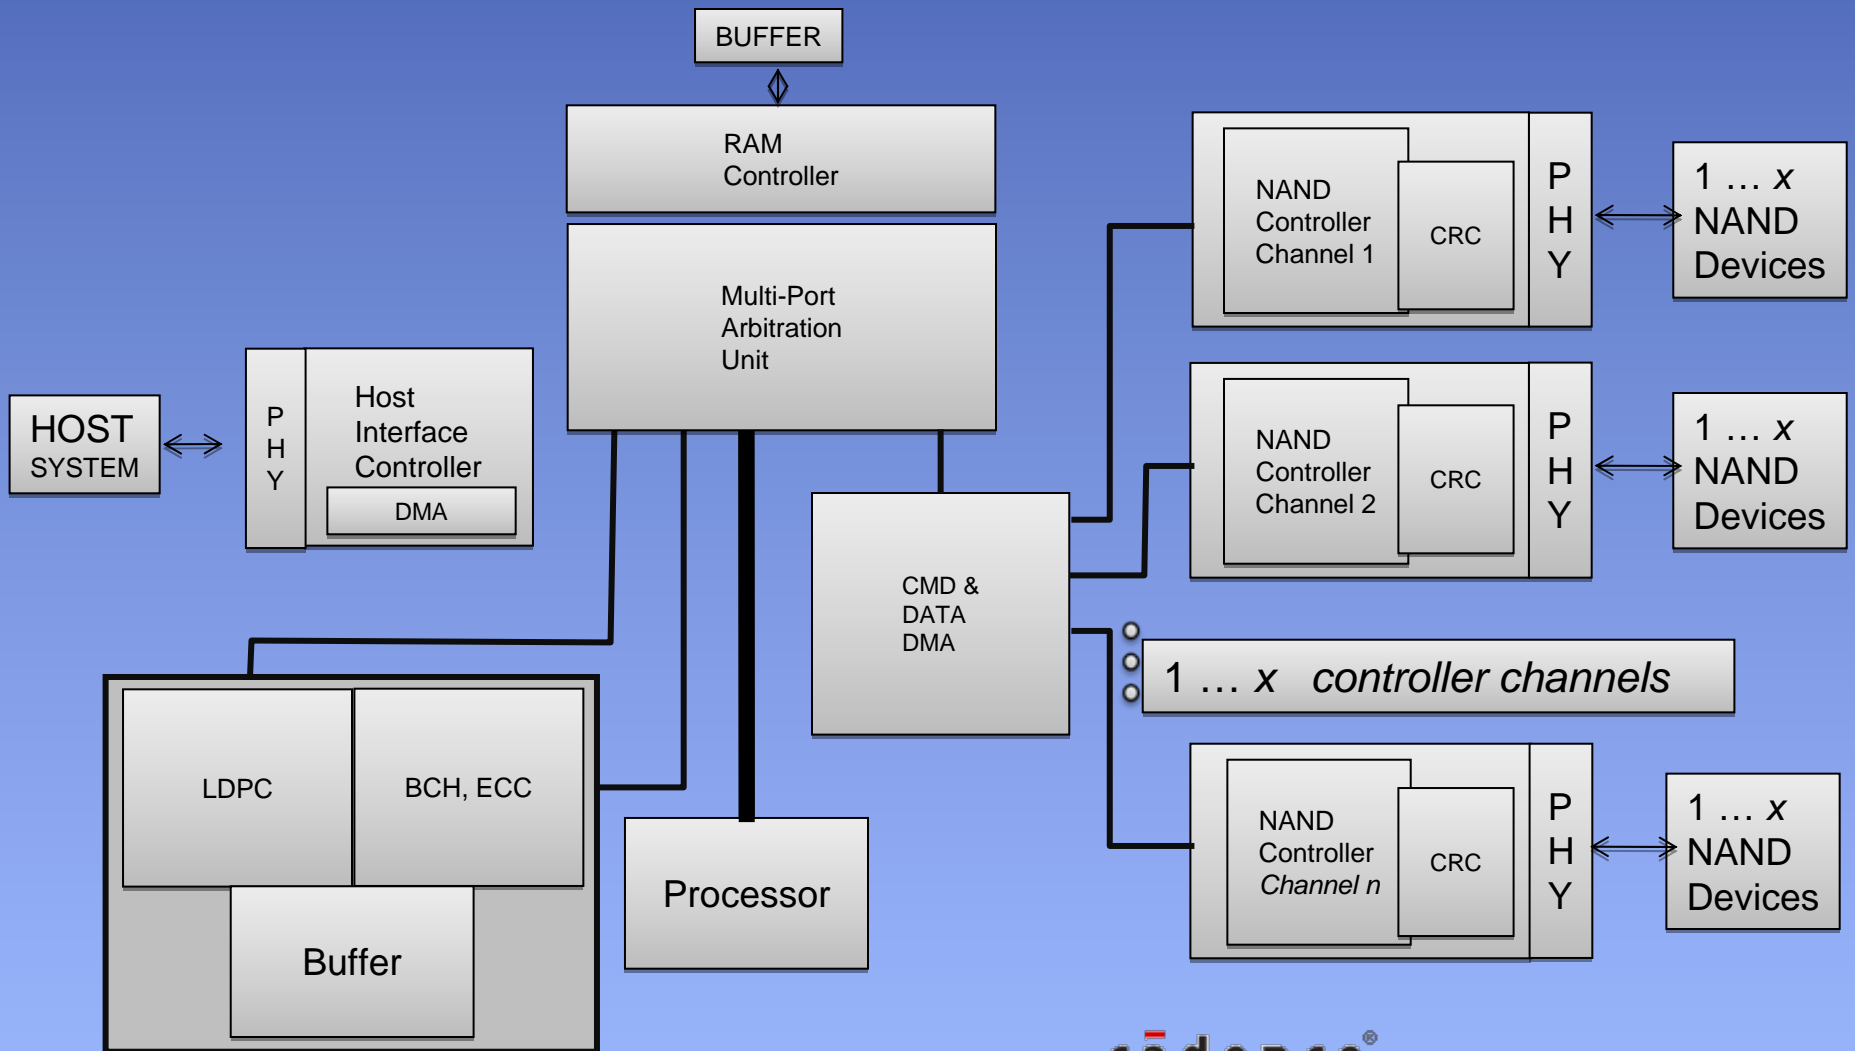 BUFFER
RAM
Controller
Multi-Port
Arbitration
Unit
HOST
SYSTEM
P
H
Y
Host
Interface
Controller
DMA
CMD &
DATA
DMA
LDPC
BCH, ECC
Buffer
Processor
NAND
Controller
Channel 1
CRC
P
H
Y
1 … x
NAND
Devices
NAND
Controller
Channel 2
CRC
P
H
Y
1 … x
NAND
Devices
1 … x controller channels
NAND
Controller
Channel n
CRC
P
H
Y
1 … x
NAND
Devices